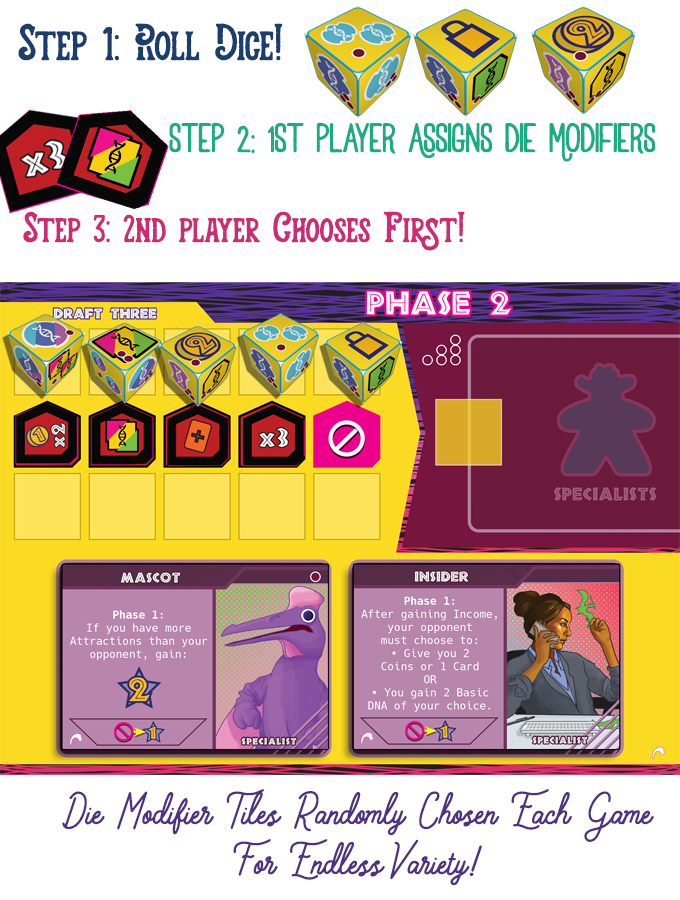 Step 1: Roll Dice!
2
x3
Step 2: 1st Player Assigns Die Modifiers
Step 3: 2nd Player Chooses First!
PHASE 2
DRAFT THREE
2
1 x2
+
x3
SPECIALISTS
MASCOT
Phase 1:
If you have more
Attractions than your
opponent, gain:
2
1
SPECIALIST
INSIDER
Phase 1:
After gaining Income,
your opponent
must choose to:
• Give you 2
Coins or 1 Card
OR
• You gain 2 Basic
DNA of your choice.
1
SPECIALIST
Die Modifier Tiles Randomly Chosen Each Game
For Endless Variety!